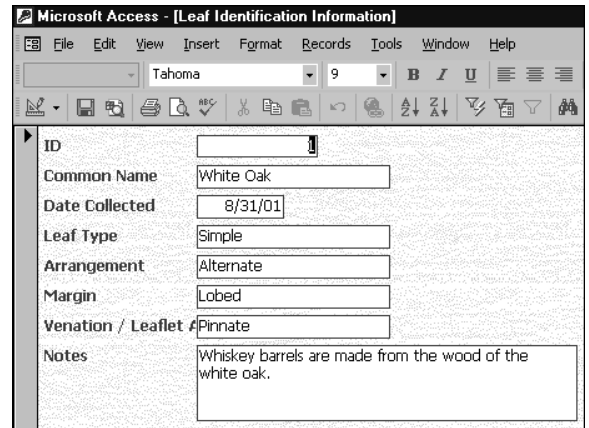 Microsoft Access - [Leaf Identification Information]
File Edit View Insert Format Records Tools Window Help
Tahoma 9 B I U
ID 1
Common Name White Oak
Date Collected 8/31/01
Leaf Type Simple
Arrangement Alternate
Margin Lobed
Venation / Leaflet Pinnate
Notes Whiskey barrels are made from the wood of the
white oak.